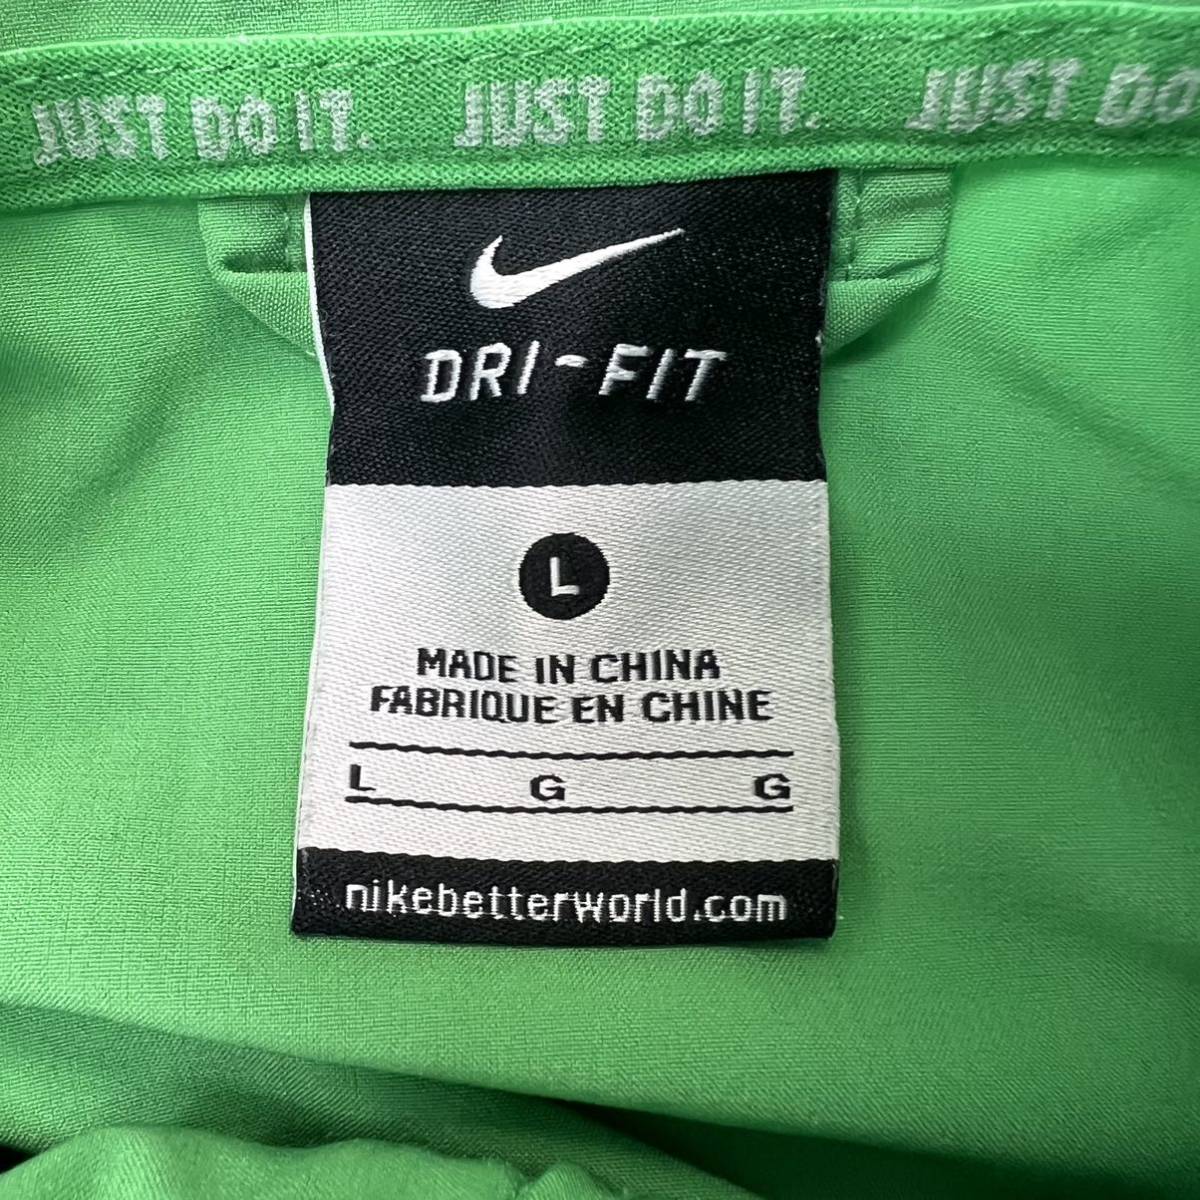 JUST DO IT. JUST DO IT. JUST DO
DRI-FIT
L
MADE IN CHINA
FABRIQUE EN CHINE
L G G
nikebetterworld.com